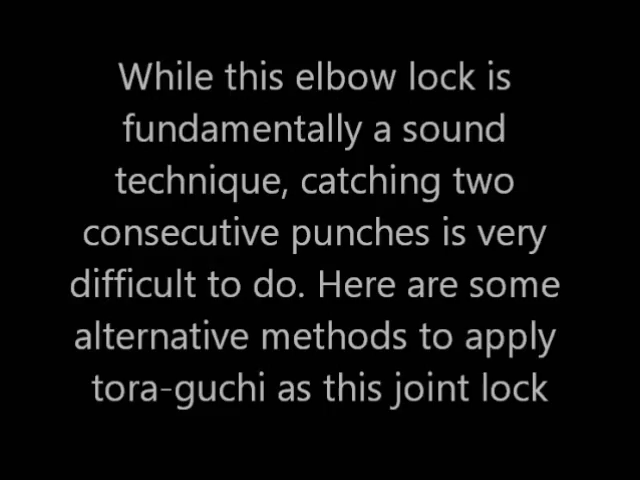 While this elbow lock is
fundamentally a sound
technique, catching two
consecutive punches is very
difficult to do. Here are some
alternative methods to apply
tora-guchi as this joint lock